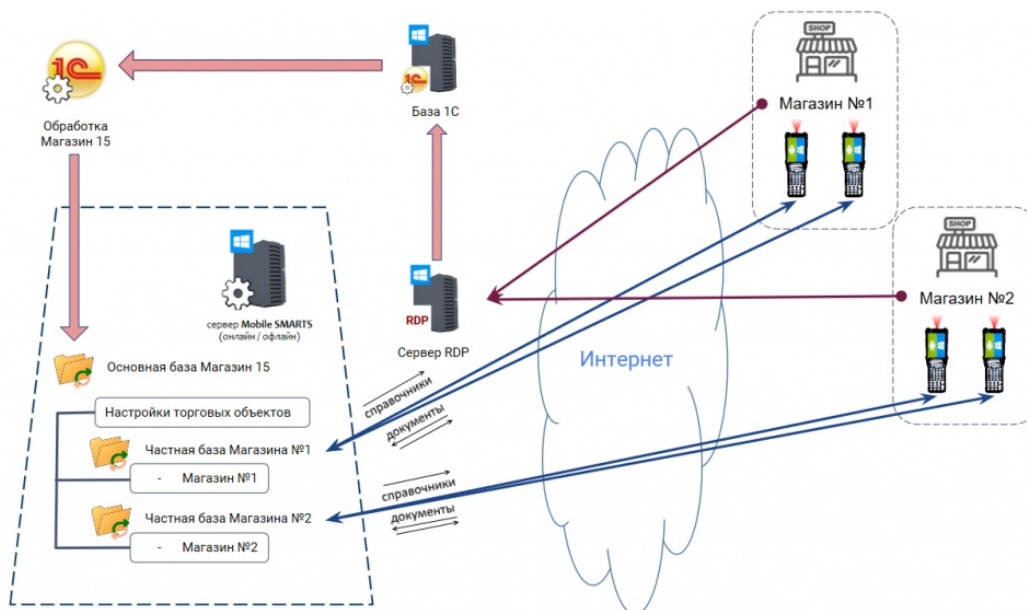 SHOP
Магазин №1
1С
Обработка
Магазин 15
База 1С
SHOP
Магазин №2
сервер Mobile SMARTS
(онлайн / офлайн)
RDP
Сервер RDP
Интернет
Основная база Магазин 15
справочники
документы
Настройки торговых объектов
Частная база Магазина №1
- Магазин №1
справочники
документы
Частная база Магазина №2
- Магазин №2